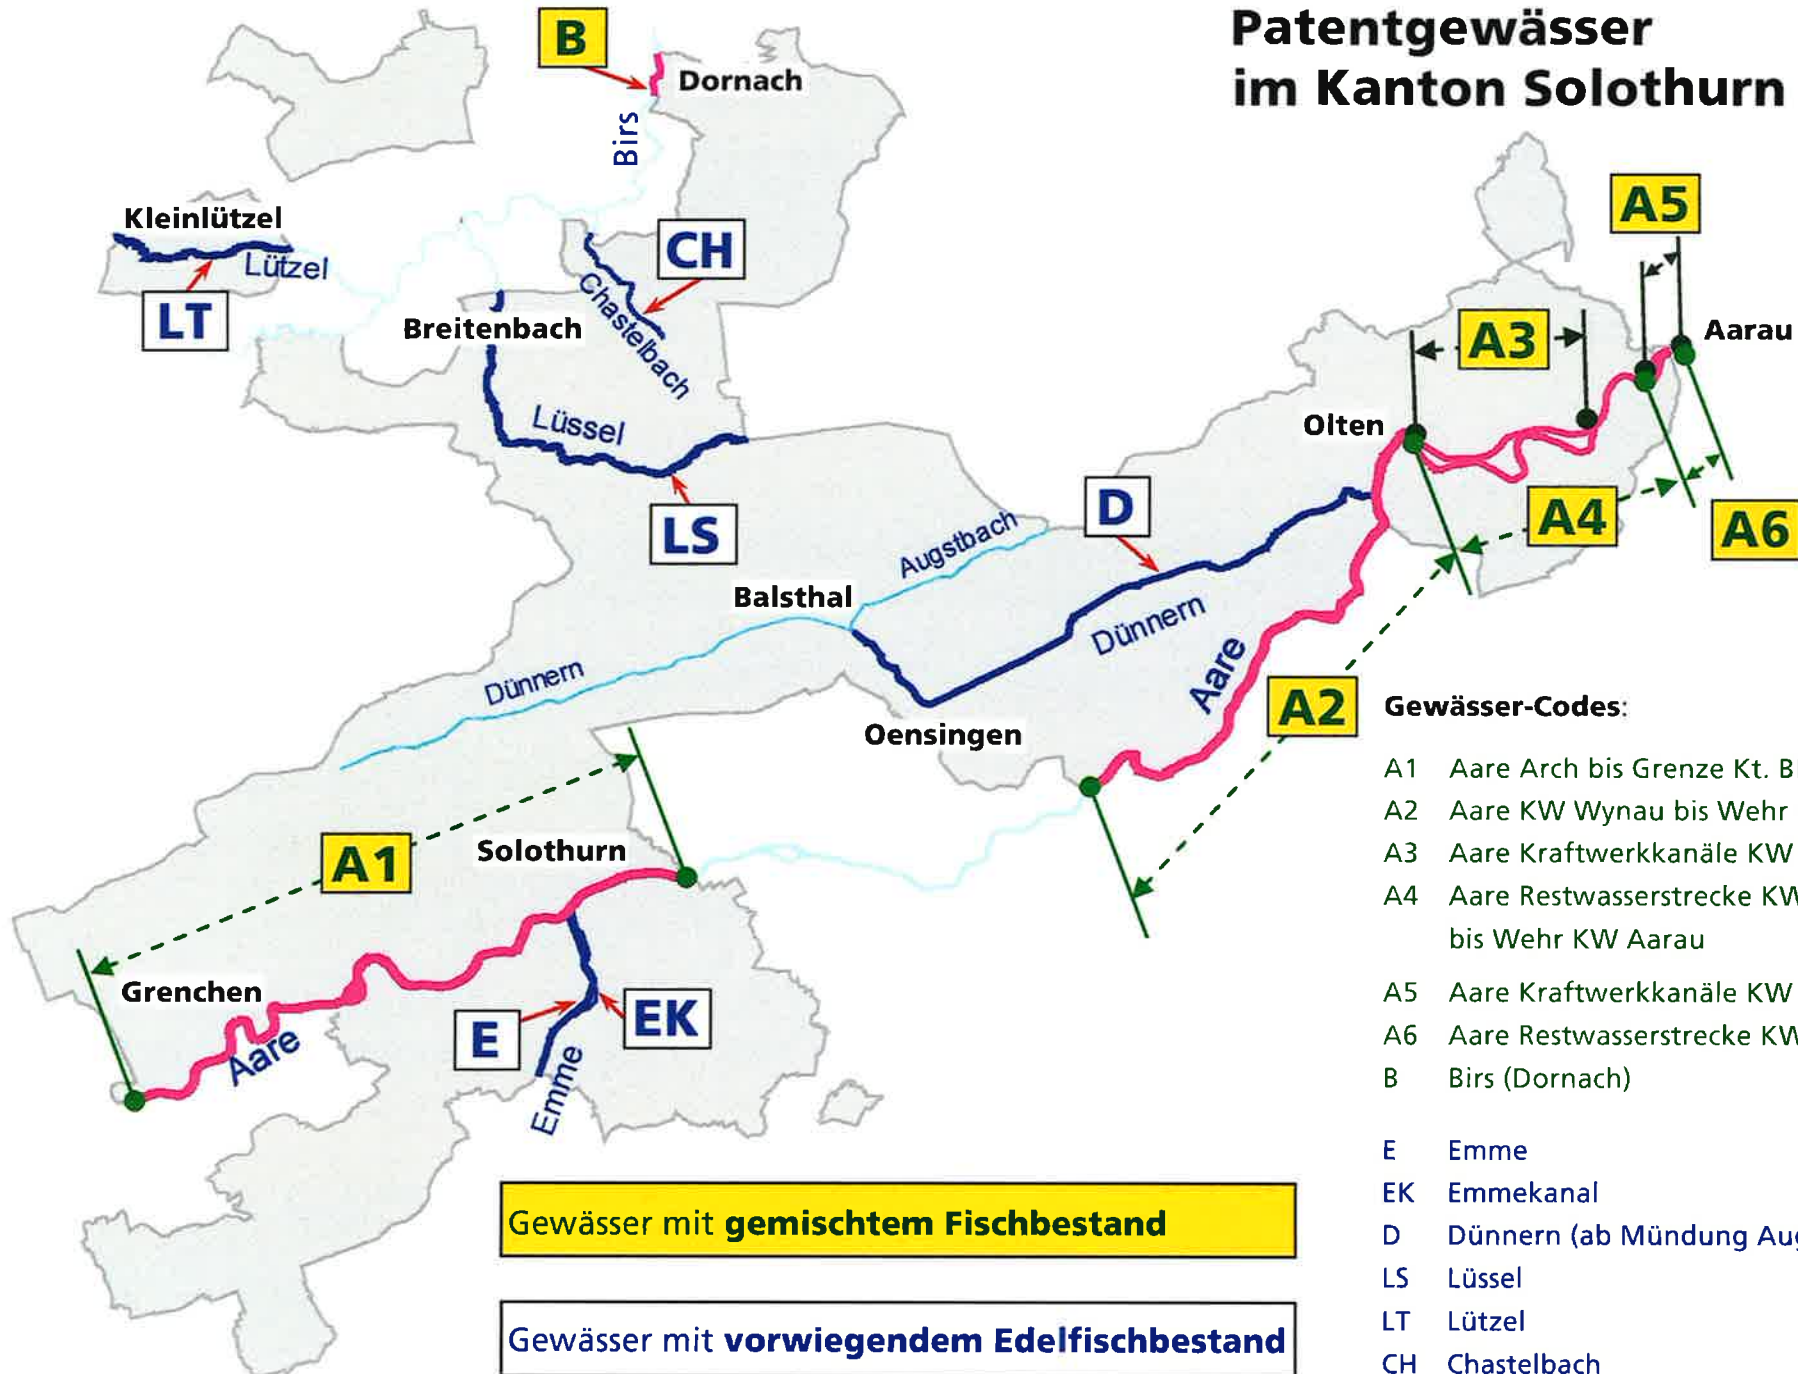 Patentgewässer
im Kanton Solothurn
B
Dornach
Birs
A5
Kleinlützel
Lützel
LT
CH
Chastelbach
Breitenbach
A3
Aarau
Lüssel
Olten
LS
D
A4
A6
Augstbach
Balsthal
Dünnern
Dünnern
Aare
A2
Oensingen
A1
Solothurn
Grenchen
Aare
E
EK
Emme
Gewässer-Codes:
A1 Aare Arch bis Grenze Kt.
A2 Aare KW Wynau bis Wehr
A3 Aare Kraftwerkkanäle KW
A4 Aare Restwasserstrecke KW
bis Wehr KW Aarau
A5 Aare Kraftwerkkanäle KW
A6 Aare Restwasserstrecke KW
B Birs (Dornach)
E Emme
EK Emmekanal
D Dünnern (ab Mündung
LS Lüssel
LT Lützel
CH Chastelbach
Gewässer mit gemischtem Fischbestand
Gewässer mit vorwiegendem Edelfischbestand